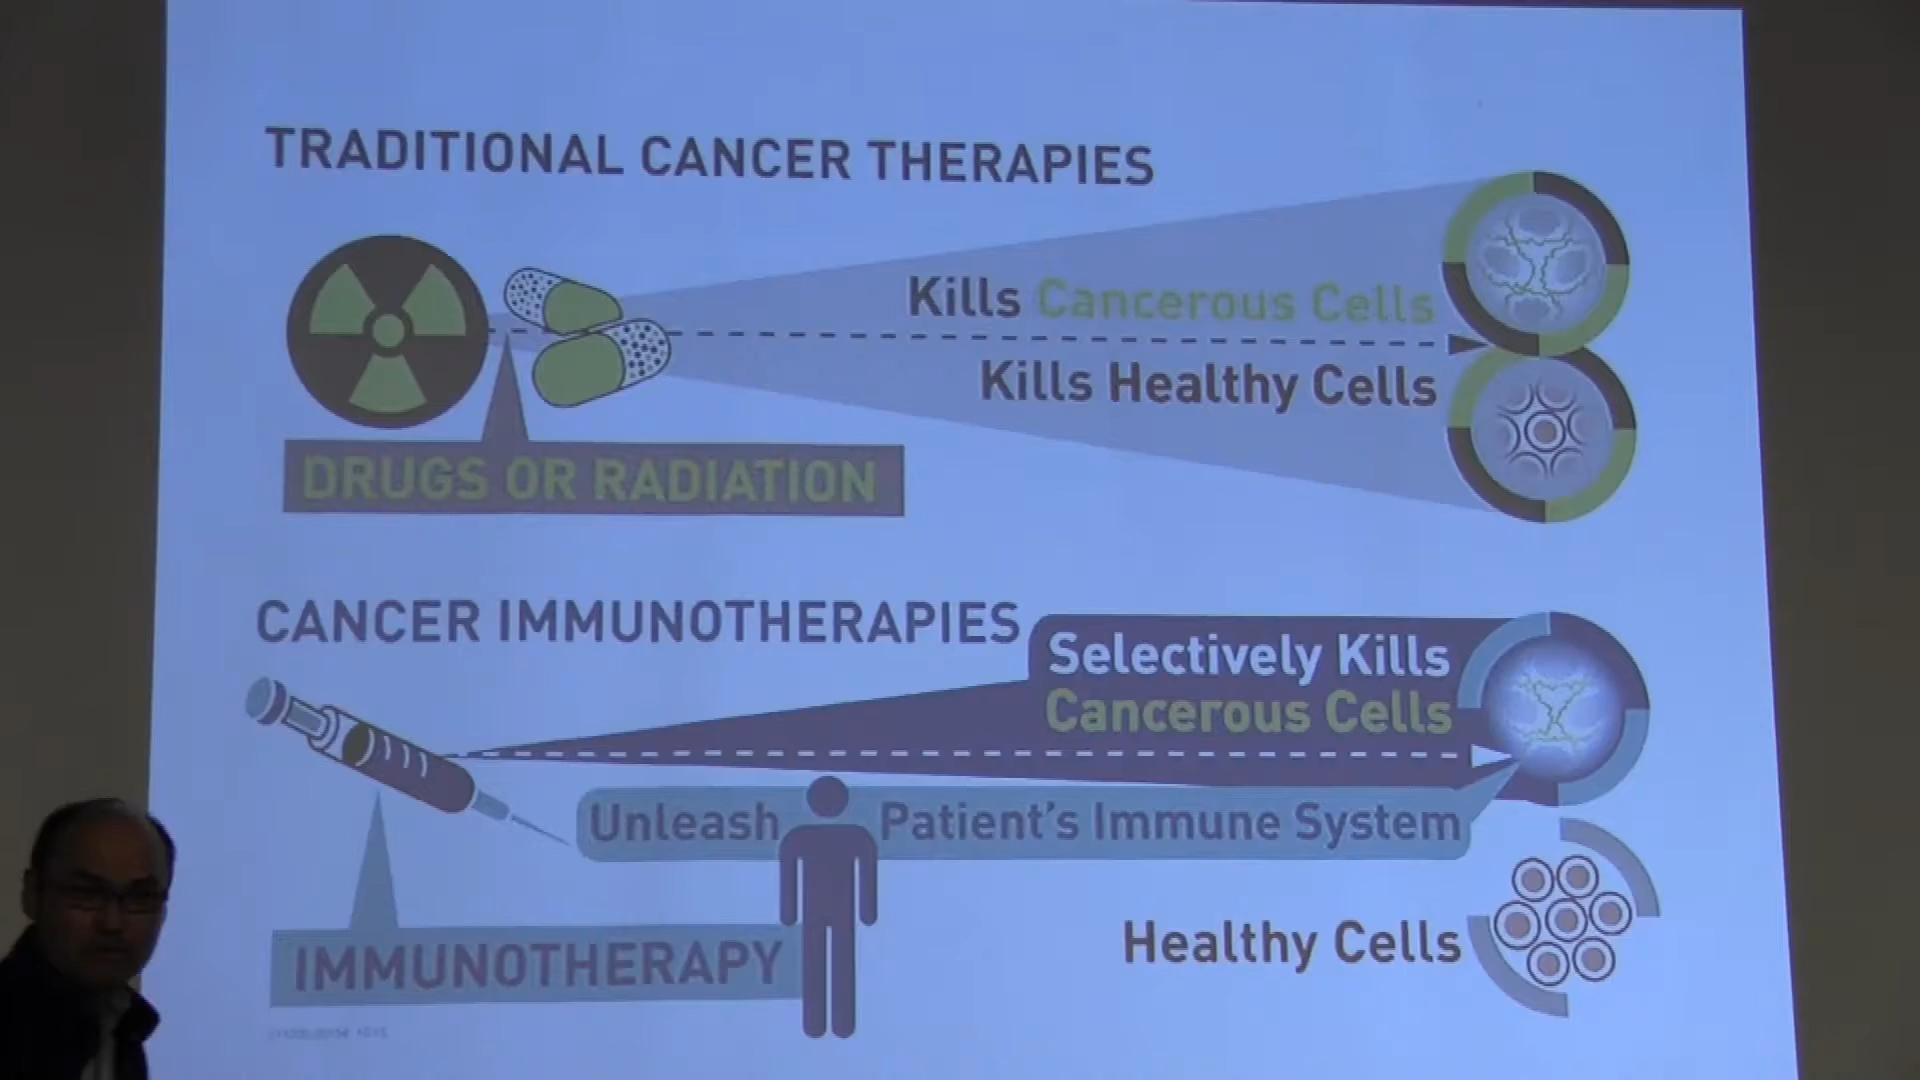 TRADITIONAL CANCER THERAPIES
Kills Cancerous Cells
Kills Healthy Cells
DRUGS OR RADIATION
CANCER IMMUNOTHERAPIES
Selectively Kills
Cancerous Cells
Unleash Patient's Immune System
IMMUNOTHERAPY
Healthy Cells